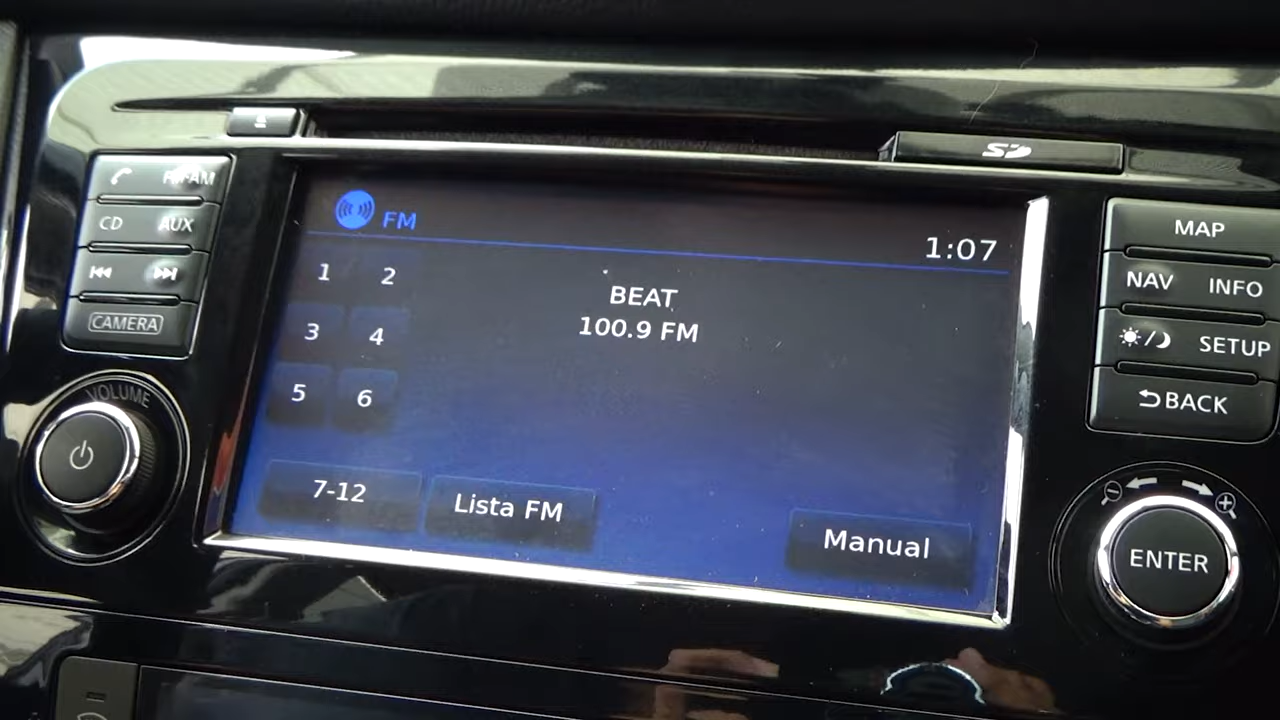 FM·AM
CD AUX
CAMERA
VOLUME
FM
1:07
1 2
3 4
5 6
BEAT
100.9 FM
7-12
Lista FM
Manual
SD
MAP
NAV INFO
SETUP
BACK
ENTER